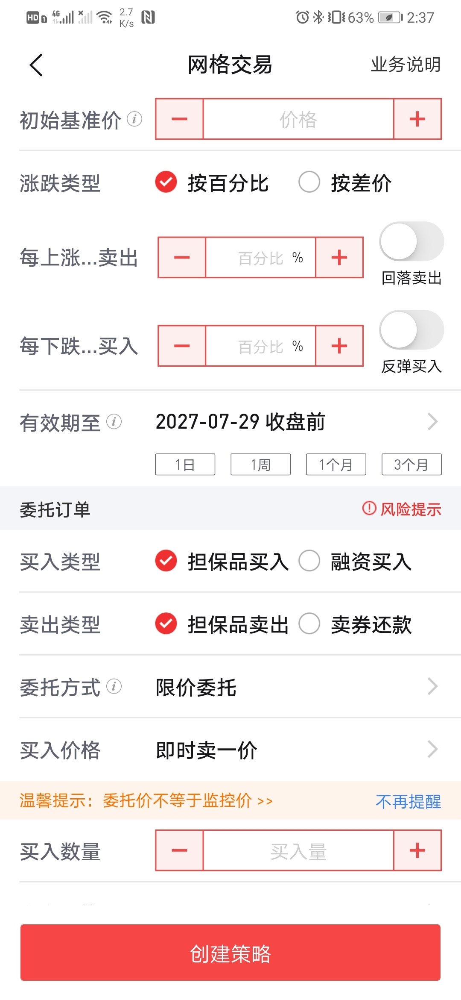 HD 1 4G 2.7 K/s 63% 2:37
网格交易 业务说明
初始基准价 i 价格
涨跌类型 按百分比 按差价
每上涨...卖出 百分比 %
回落卖出
每下跌...买入 百分比 %
反弹买入
有效期至 i 2027-07-29 收盘前
1日 1周 1个月 3个月
委托订单 风险提示
买入类型 担保品买入 融资买入
卖出类型 担保品卖出 卖券还款
委托方式 i 限价委托
买入价格 即时卖一价
温馨提示：委托价不等于监控价 >> 不再提醒
买入数量 买入量
创建策略